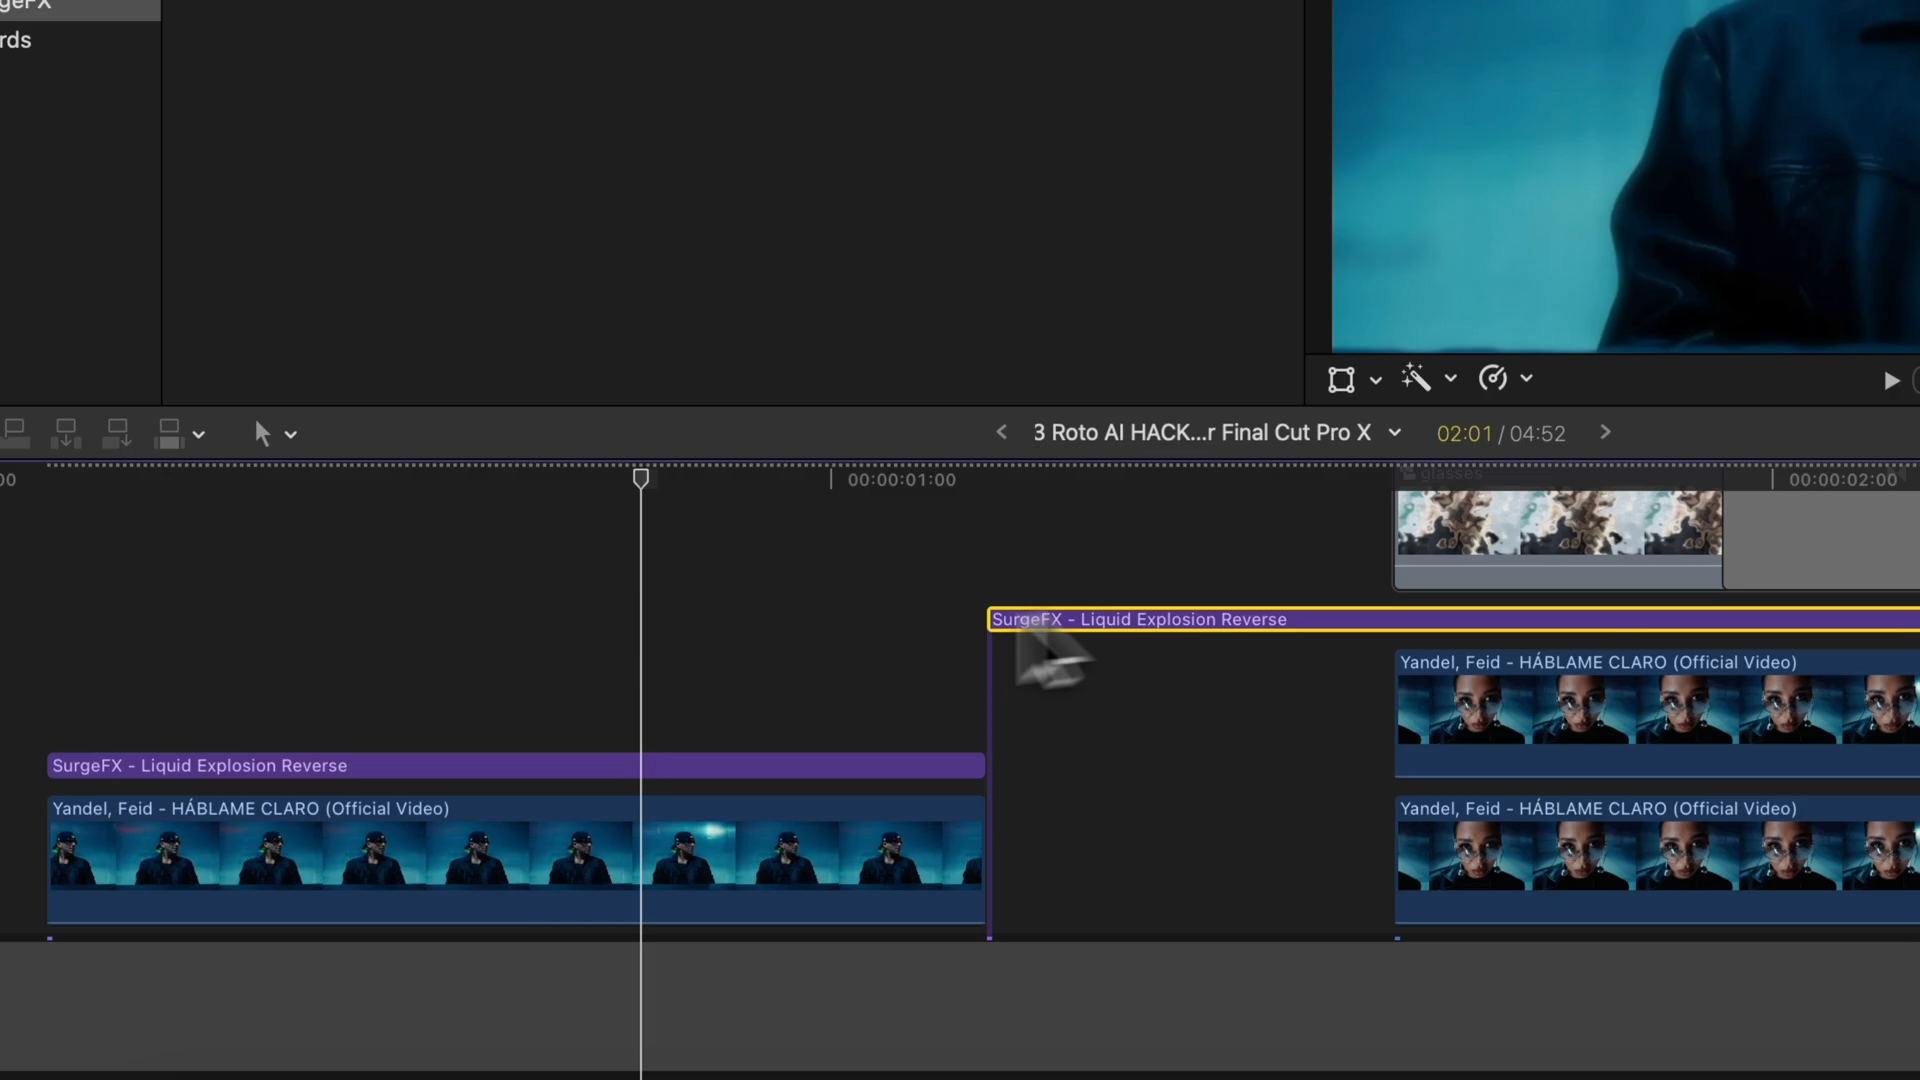 geFX
rds
3 Roto AI HACK...r Final Cut Pro X
02:01 / 04:52
00
00:00:01:00
glasses
00:00:02:00
SurgeFX - Liquid Explosion Reverse
Yandel, Feid - HÁBLAME CLARO (Official Video)
SurgeFX - Liquid Explosion Reverse
Yandel, Feid - HÁBLAME CLARO (Official Video)
Yandel, Feid - HÁBLAME CLARO (Official Video)